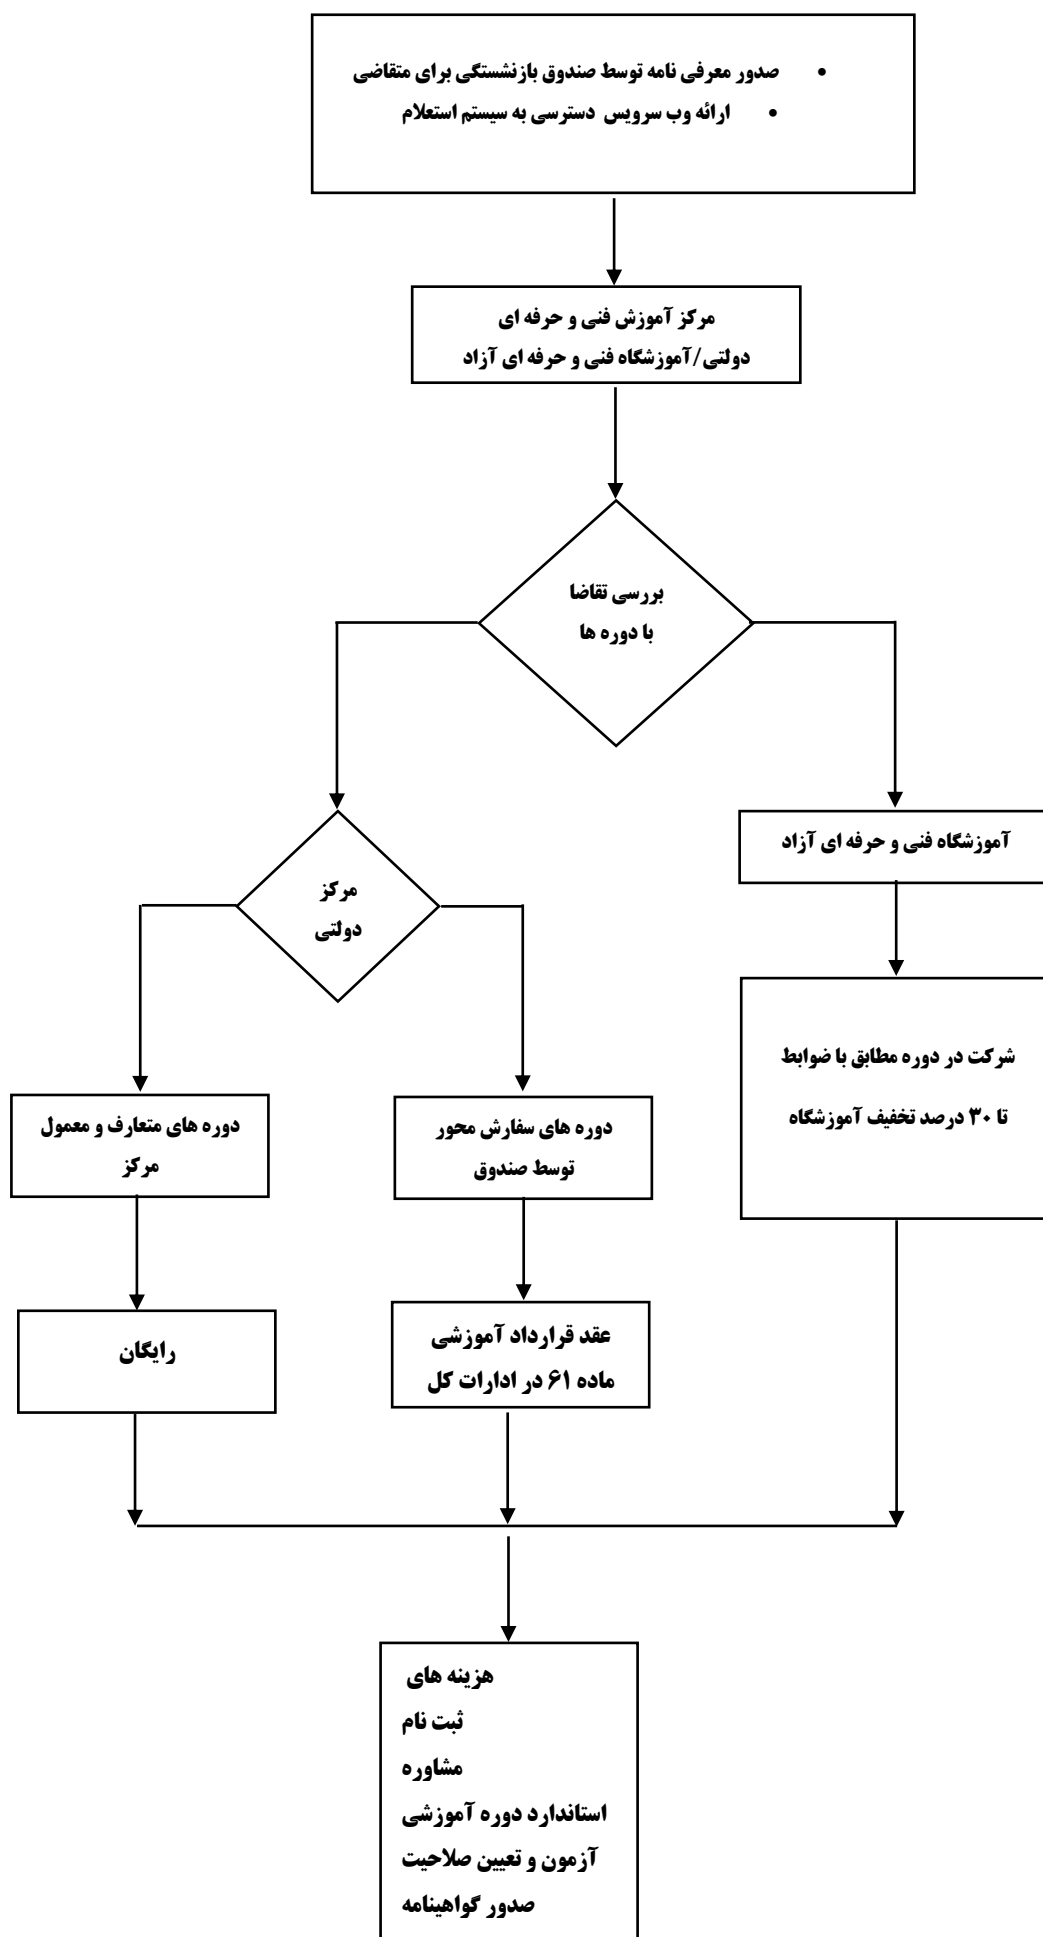 • صدور معرفی نامه توسط صندوق بازنشستگی برای متقاضی
• ارائه وب سرویس دسترسی به سیستم استعلام
مرکز آموزش فنی و حرفه ای
دولتی/آموزشگاه فنی و حرفه ای آزاد
بررسی تقاضا
با دوره ها
آموزشگاه فنی و حرفه ای آزاد
مرکز
دولتی
شرکت در دوره مطابق با ضوابط
تا ۳۰ درصد تخفیف آموزشگاه
دوره های سفارش محور
توسط صندوق
دوره های متعارف و معمول
مرکز
عقد قرارداد آموزشی
ماده ۶۱ در ادارات کل
رایگان
هزینه های
ثبت نام
مشاوره
استاندارد دوره آموزشی
آزمون و تعیین صلاحیت
صدور گواهینامه